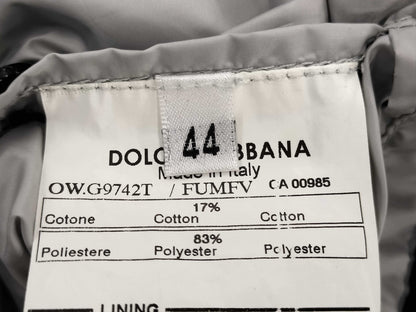 44
DOLC BBANA
Made in Italy
OW.G9742T / FUMFV CA 00985
17%
Cotone Cotton Cotton
83%
Poliestere Polyester Polyester
LINING